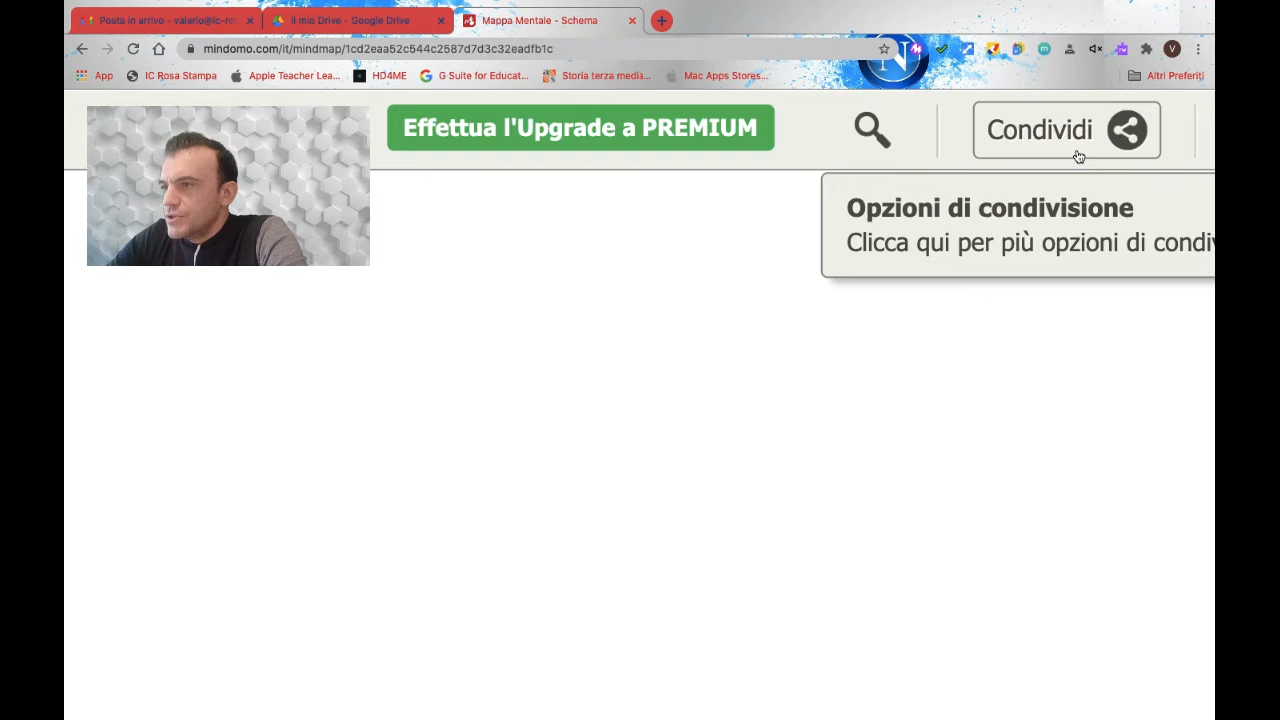 Posta in arrivo - valerio@ic-ro
Il mio Drive - Google Drive
Mappa Mentale - Schema
mindomo.com/it/mindmap/1cd2eaa52c544c2587d7d3c32eadfb1c
V
App
IC Rosa Stampa
Apple Teacher Lea...
HD4ME
G Suite for Educat...
Storia terza media...
Mac Apps Stores...
N
Altri Preferiti
Effettua l'Upgrade a PREMIUM
Condividi
Opzioni di condivisione
Clicca qui per più opzioni di condiv